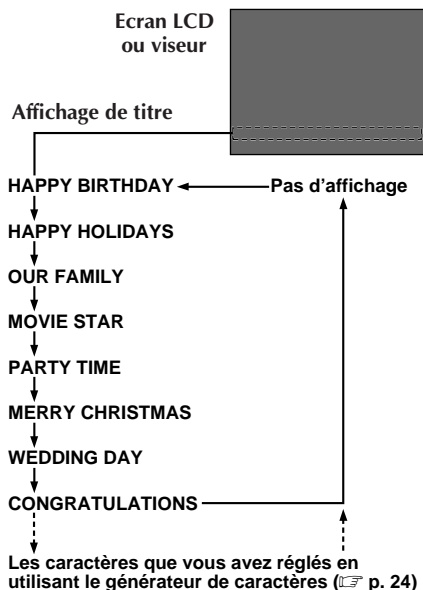 Ecran LCD
ou viseur
Affichage de titre
HAPPY BIRTHDAY
Pas d'affichage
HAPPY HOLIDAYS
OUR FAMILY
MOVIE STAR
PARTY TIME
MERRY CHRISTMAS
WEDDING DAY
CONGRATULATIONS
Les caractères que vous avez réglés en
utilisant le générateur de caractères (☞ p. 24)